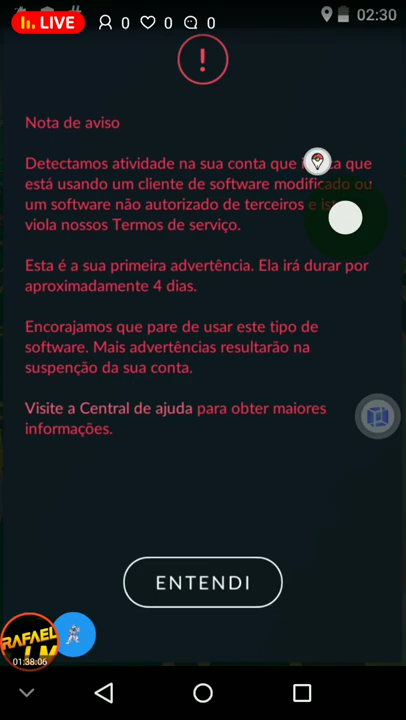 LIVE 0 0 0 02:30
Nota de aviso
Detectamos atividade na sua conta que que
está usando um cliente de software modificado ou
um software não autorizado de terceiros e
viola nossos Termos de serviço.
Esta é a sua primeira advertência. Ela irá durar por
aproximadamente 4 dias.
Encorajamos que pare de usar este tipo de
software. Mais advertências resultarão na
suspenção da sua conta.
Visite a Central de ajuda para obter maiores
informações.
ENTENDI
RAFAEL
01:38:06